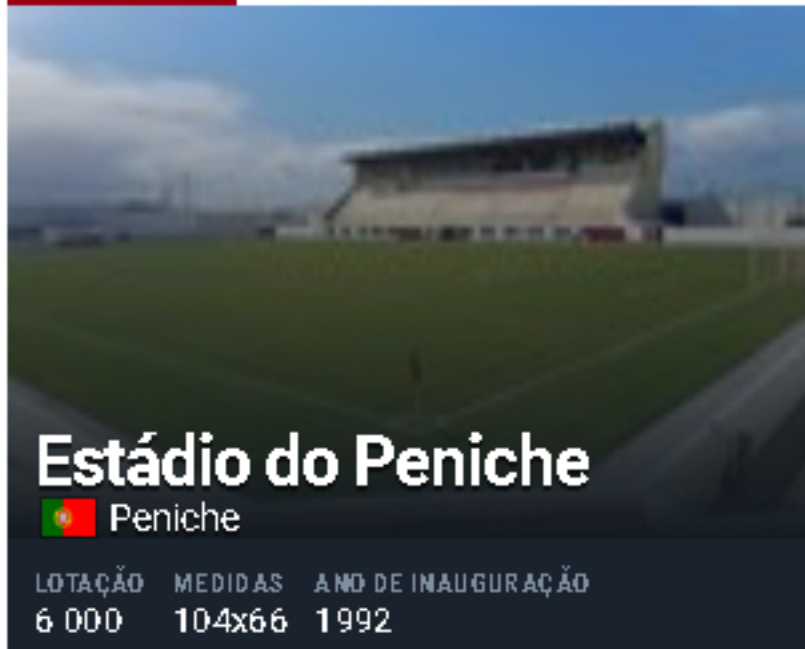 Estádio do Peniche
Peniche
LOTAÇÃO MEDIDAS ANO DE INAUGURAÇÃO
6 000 104x66 1992